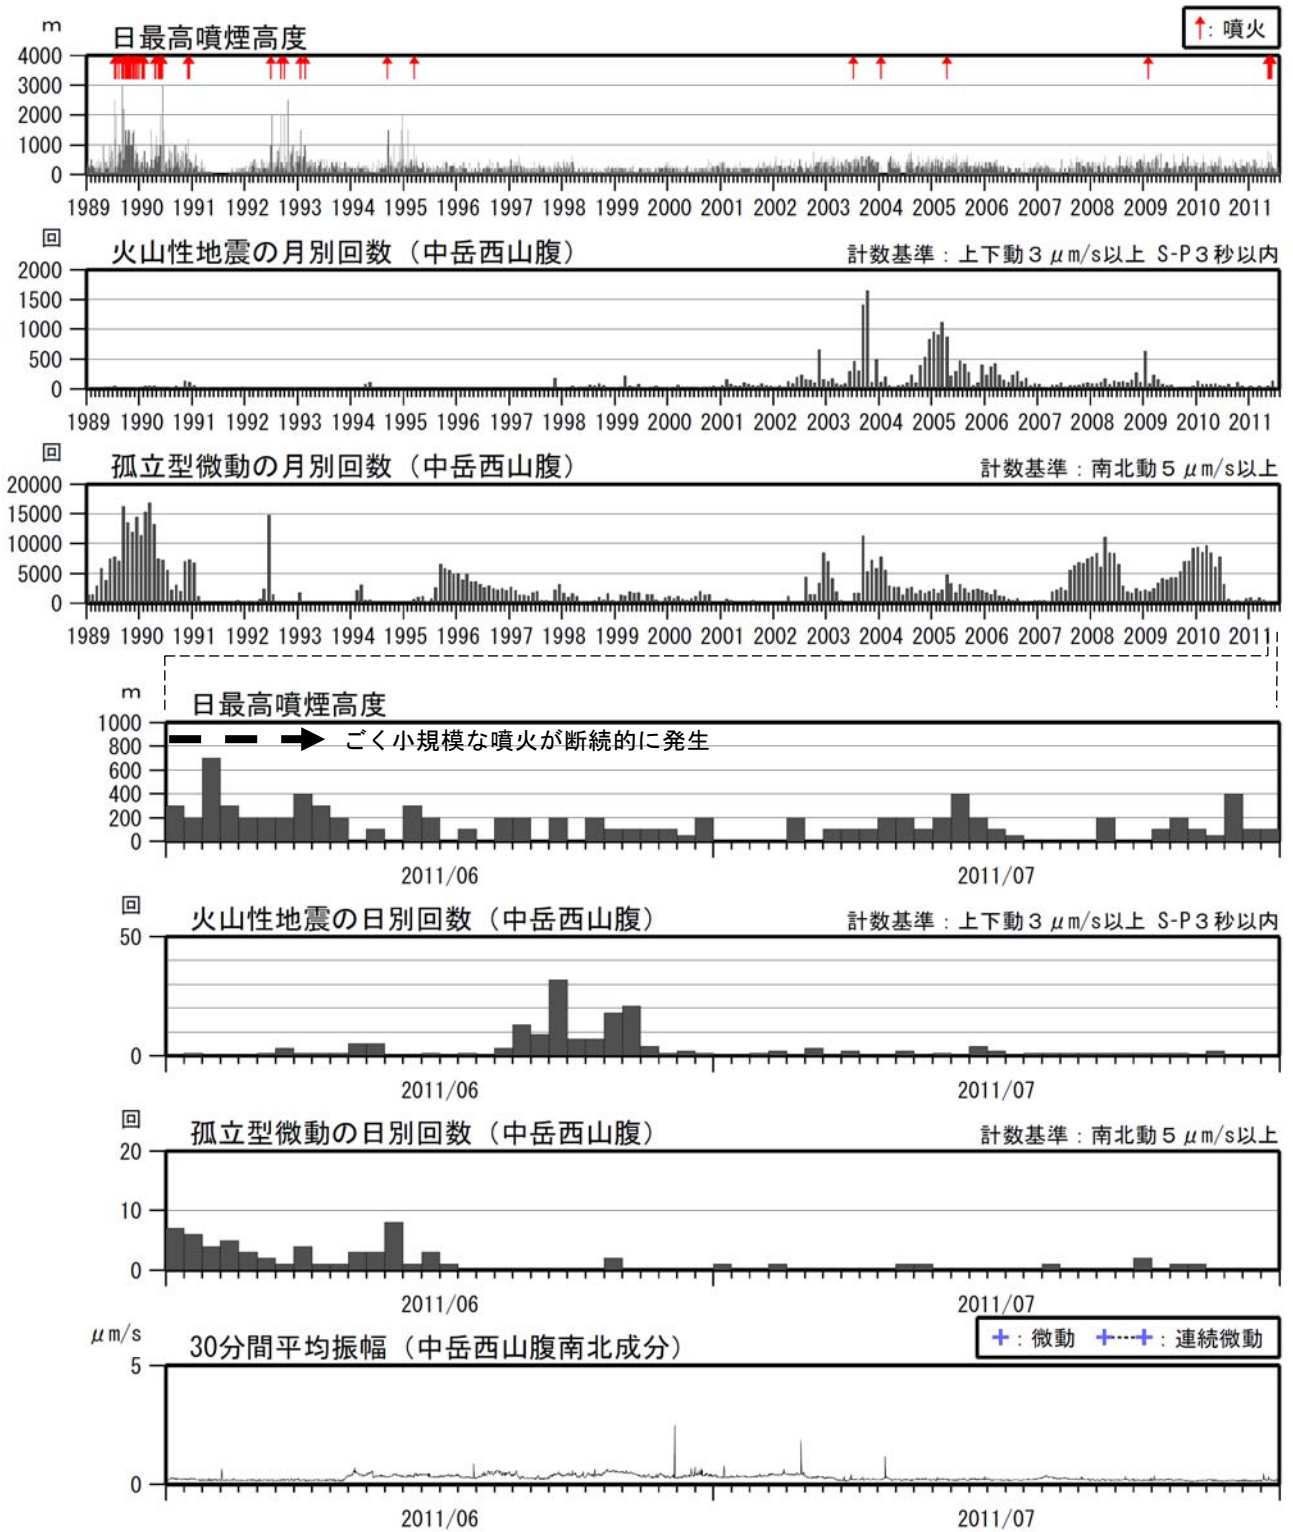 m 日最高噴煙高度 ↑: 噴火
4000
3000
2000
1000
0
1989 1990 1991 1992 1993 1994 1995 1996 1997 1998 1999 2000 2001 2002 2003 2004 2005 2006 2007 2008 2009 2010 2011
回 火山性地震の月別回数（中岳西山腹） 計数基準：上下動３μm/s以上 S-P３秒以内
2000
1500
1000
500
0
1989 1990 1991 1992 1993 1994 1995 1996 1997 1998 1999 2000 2001 2002 2003 2004 2005 2006 2007 2008 2009 2010 2011
回 孤立型微動の月別回数（中岳西山腹） 計数基準：南北動５μm/s以上
20000
15000
10000
5000
0
1989 1990 1991 1992 1993 1994 1995 1996 1997 1998 1999 2000 2001 2002 2003 2004 2005 2006 2007 2008 2009 2010 2011
m 日最高噴煙高度
1000
ごく小規模な噴火が断続的に発生
800
600
400
200
0
2011/06 2011/07
回 火山性地震の日別回数（中岳西山腹） 計数基準：上下動３μm/s以上 S-P３秒以内
50
0
2011/06 2011/07
回 孤立型微動の日別回数（中岳西山腹） 計数基準：南北動５μm/s以上
20
10
0
2011/06 2011/07
μm/s 30分間平均振幅（中岳西山腹南北成分） +：微動 +----+：連続微動
5
0
2011/06 2011/07